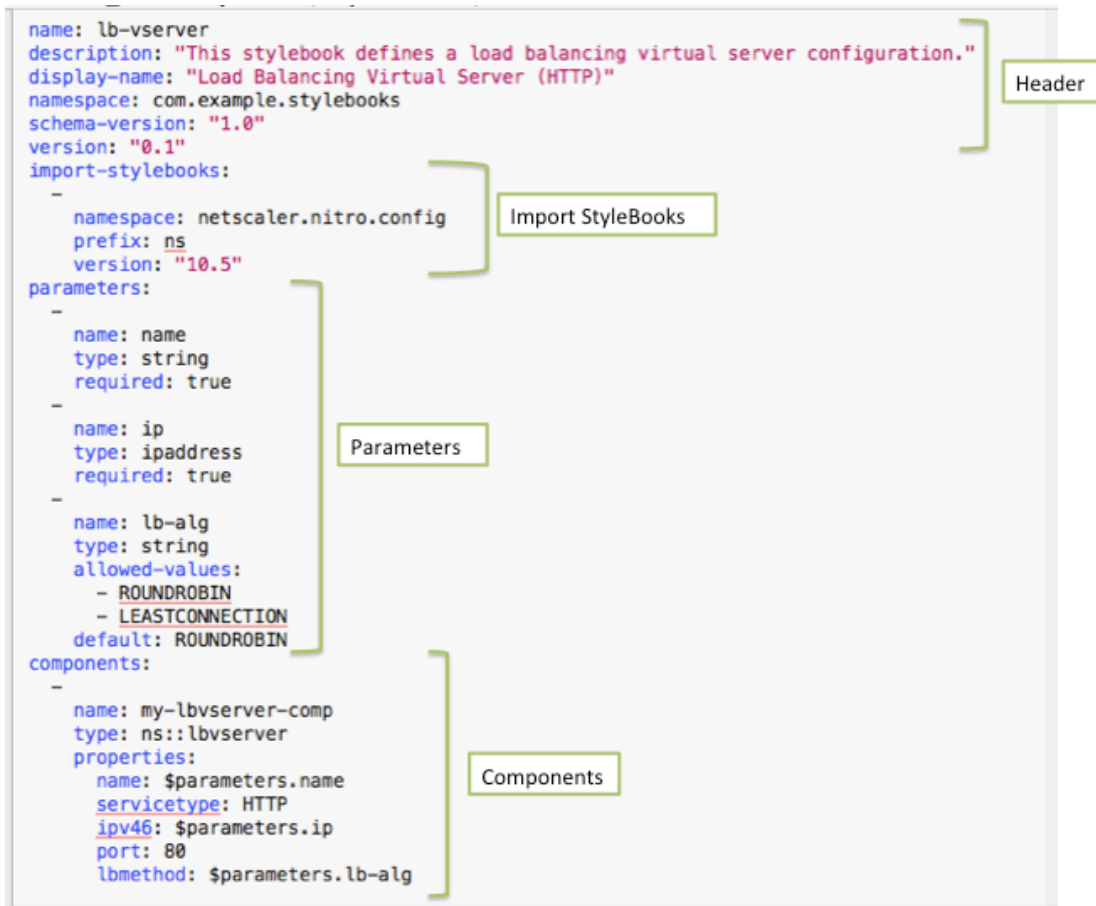 name: lb-vserver
description: "This stylebook defines a load balancing virtual server configuration."
display-name: "Load Balancing Virtual Server (HTTP)"
namespace: com.example.stylebooks
schema-version: "1.0"
version: "0.1"
Header
import-stylebooks:
-
namespace: netscaler.nitro.config
prefix: ns
version: "10.5"
Import StyleBooks
parameters:
-
name: name
type: string
required: true
-
name: ip
type: ipaddress
required: true
-
name: lb-alg
type: string
allowed-values:
- ROUNDROBIN
- LEASTCONNECTION
default: ROUNDROBIN
Parameters
components:
-
name: my-lbvserver-comp
type: ns::lbvserver
properties:
name: $parameters.name
servicetype: HTTP
ipv46: $parameters.ip
port: 80
lbmethod: $parameters.lb-alg
Components